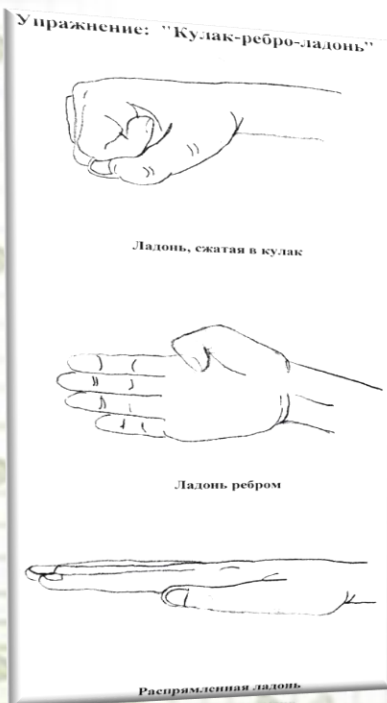 Упражнение: "Кулак-ребро-ладонь"
Ладонь, сжатая в кулак
Ладонь ребром
Распрямленная ладонь